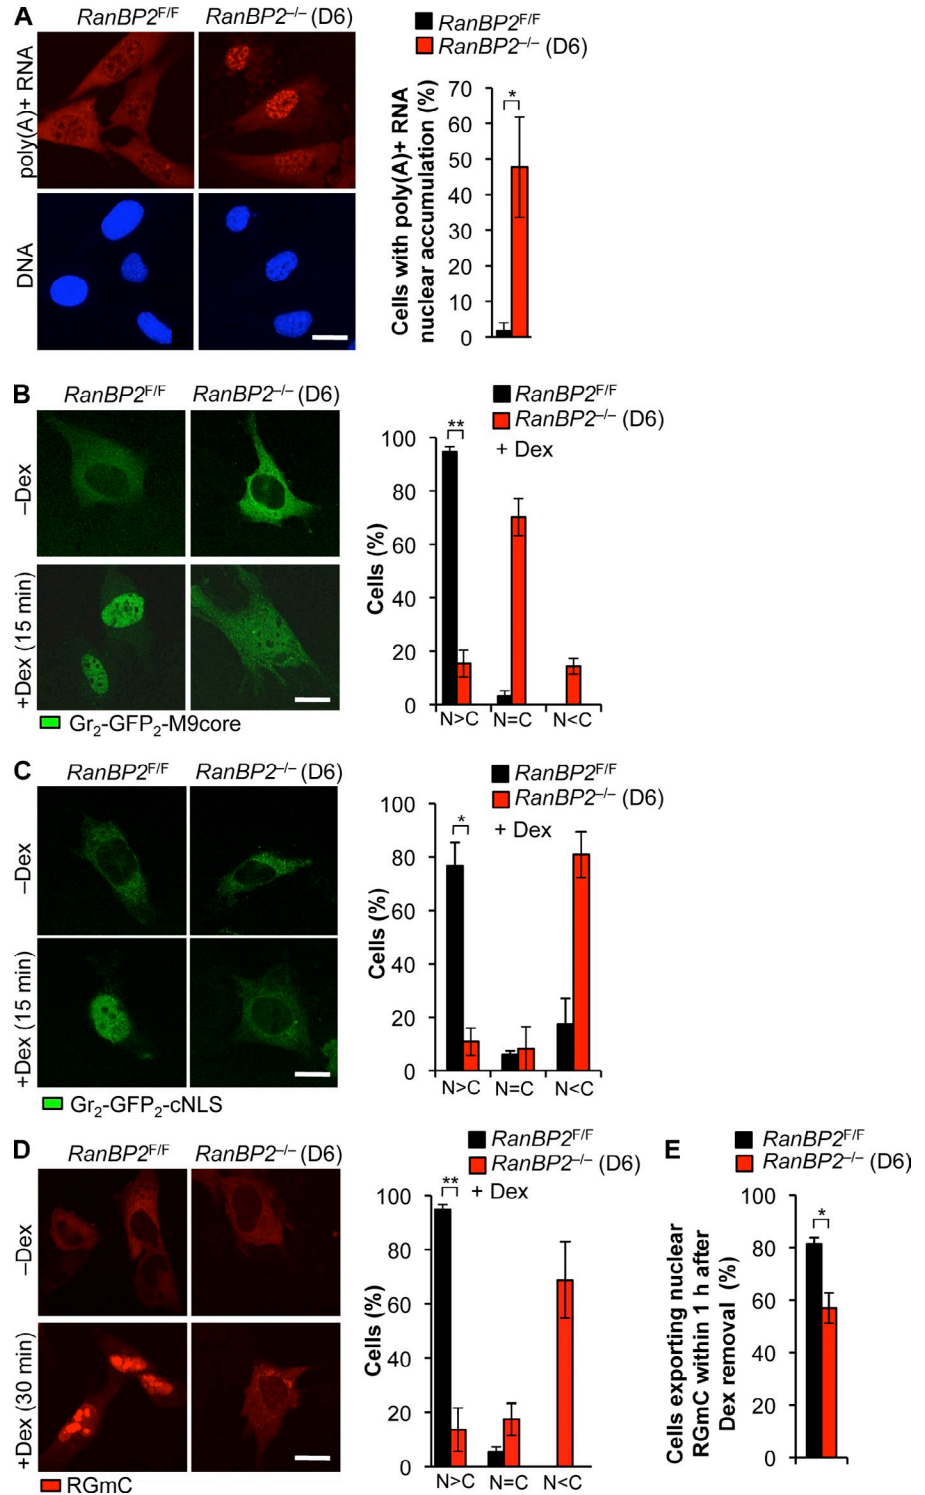 A
RanBP2F/F
RanBP2–/– (D6)
poly(A)+ RNA
DNA
RanBP2F/F
RanBP2–/– (D6)
Cells with poly(A)+ RNA
nuclear accumulation (%)
70
60
50
40
30
20
10
0
*
B
RanBP2F/F
RanBP2–/– (D6)
–Dex
+Dex (15 min)
Gr2-GFP2-M9core
RanBP2F/F
RanBP2–/– (D6)
+ Dex
**
Cells (%)
100
80
60
40
20
0
N>C
N=C
N<C
C
RanBP2F/F
RanBP2–/– (D6)
–Dex
+Dex (15 min)
Gr2-GFP2-cNLS
RanBP2F/F
RanBP2–/– (D6)
+ Dex
*
Cells (%)
100
80
60
40
20
0
N>C
N=C
N<C
D
RanBP2F/F
RanBP2–/– (D6)
–Dex
+Dex (30 min)
RGmC
RanBP2F/F
RanBP2–/– (D6)
+ Dex
**
Cells (%)
100
80
60
40
20
0
N>C
N=C
N<C
E
RanBP2F/F
RanBP2–/– (D6)
*
Cells exporting nuclear
RGmC within 1 h after
Dex removal (%)
100
80
60
40
20
0